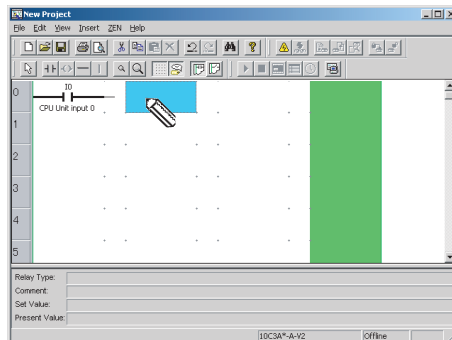 New Project
File Edit View Insert ZEN Help
0
I0
CPU Unit input 0
1
2
3
4
5
Relay Type:
Comment:
Set Value:
Present Value:
10C3A*-A-V2 Offline